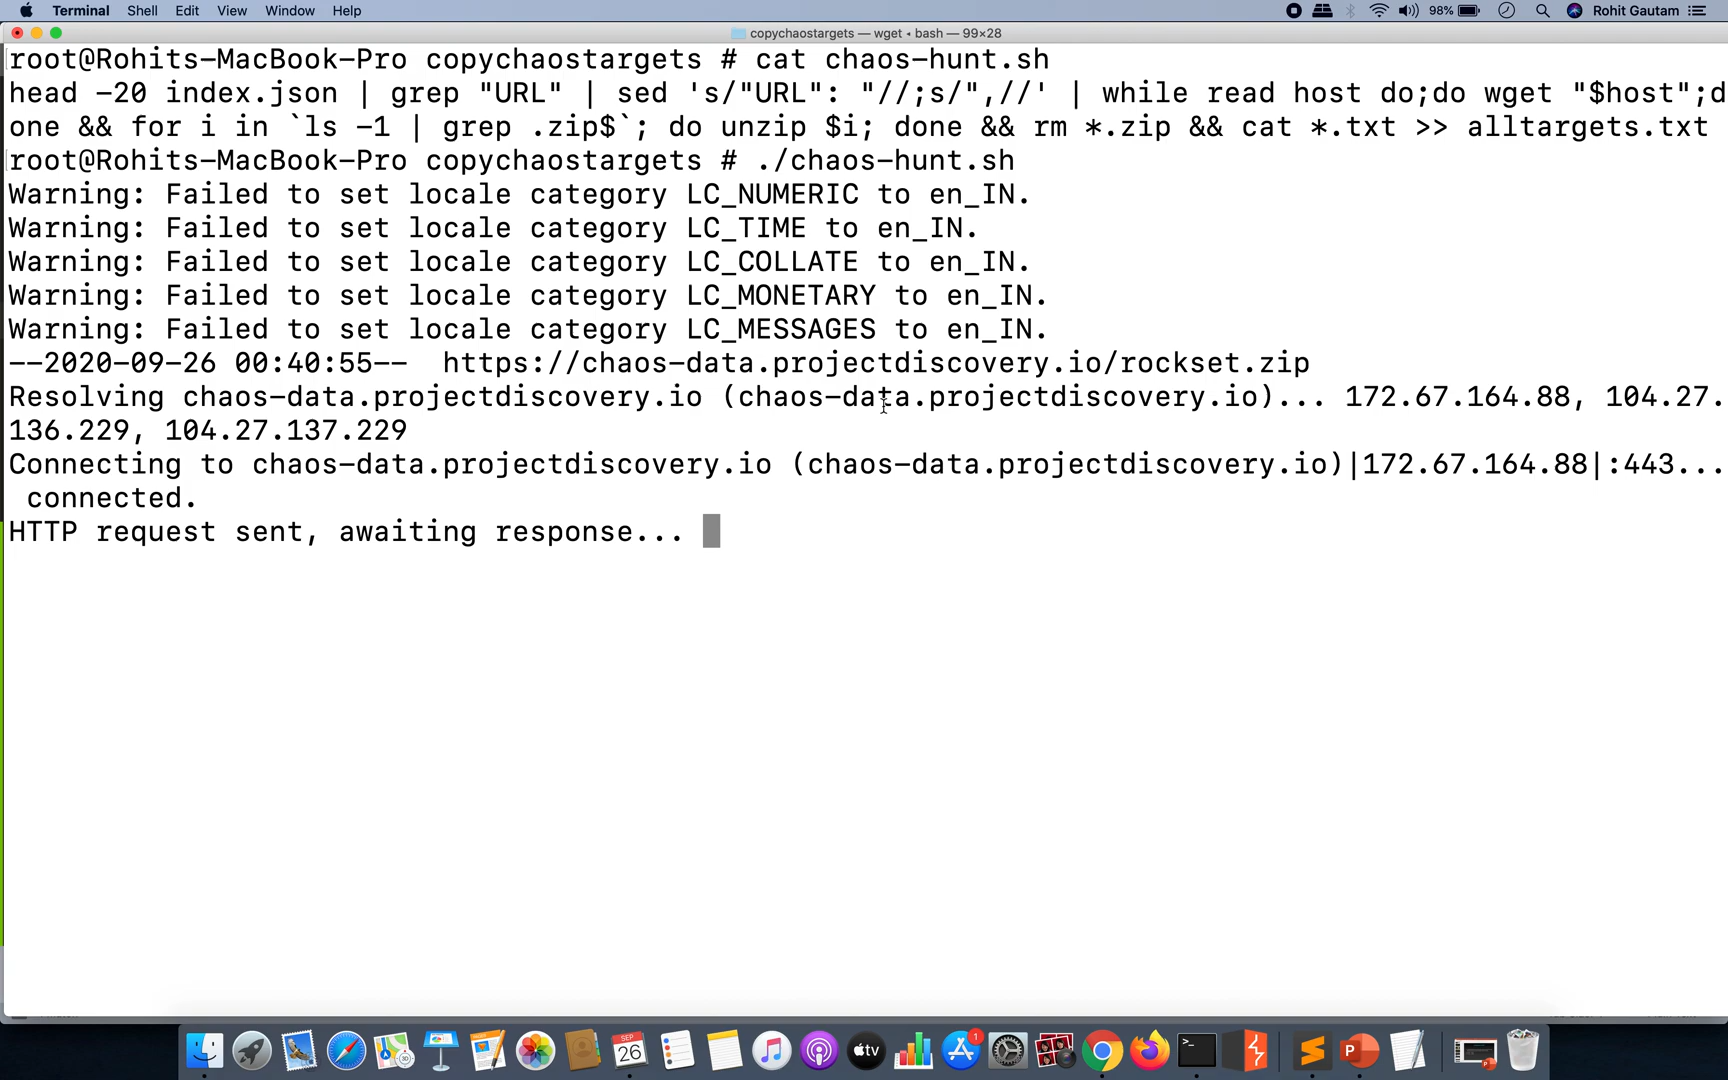 Terminal Shell Edit View Window Help 98% Rohit Gautam
copychaostargets — wget ◂ bash — 99×28
root@Rohits-MacBook-Pro copychaostargets # cat chaos-hunt.sh
head -20 index.json | grep "URL" | sed 's/"URL": "//;s/",//' | while read host do;do wget "$host";d
one && for i in `ls -1 | grep .zip$`; do unzip $i; done && rm *.zip && cat *.txt >> alltargets.txt
root@Rohits-MacBook-Pro copychaostargets # ./chaos-hunt.sh
Warning: Failed to set locale category LC_NUMERIC to en_IN.
Warning: Failed to set locale category LC_TIME to en_IN.
Warning: Failed to set locale category LC_COLLATE to en_IN.
Warning: Failed to set locale category LC_MONETARY to en_IN.
Warning: Failed to set locale category LC_MESSAGES to en_IN.
--2020-09-26 00:40:55--  https://chaos-data.projectdiscovery.io/rockset.zip
Resolving chaos-data.projectdiscovery.io (chaos-data.projectdiscovery.io)... 172.67.164.88, 104.27.
136.229, 104.27.137.229
Connecting to chaos-data.projectdiscovery.io (chaos-data.projectdiscovery.io)|172.67.164.88|:443...
connected.
HTTP request sent, awaiting response...
SEP
26
tv
1
>_
P